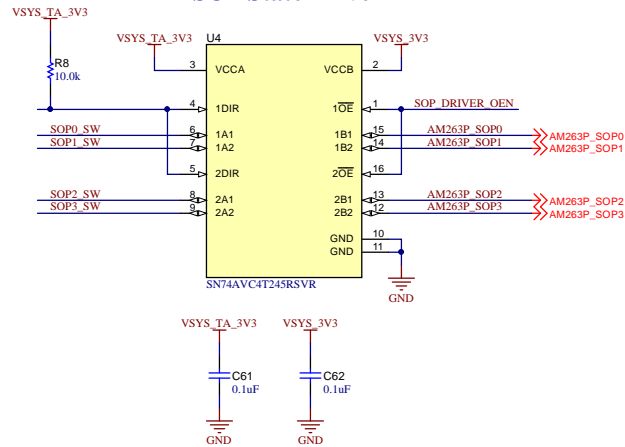 VSYS_TA_3V3
VSYS_TA_3V3 U4 VSYS_3V3
R8
10.0k
3 VCCA VCCB 2
4 1DIR 1OE 1 SOP_DRIVER_OEN
SOP0_SW 6 1A1 1B1 15 AM263P_SOP0 AM263P_SOP0
SOP1_SW 7 1A2 1B2 14 AM263P_SOP1 AM263P_SOP1
5 2DIR 2OE 16
SOP2_SW 8 2A1 2B1 13 AM263P_SOP2 AM263P_SOP2
SOP3_SW 9 2A2 2B2 12 AM263P_SOP3 AM263P_SOP3
GND 10
GND 11
SN74AVC4T245RSVR
GND
VSYS_TA_3V3 VSYS_3V3
C61 C62
0.1uF 0.1uF
GND GND